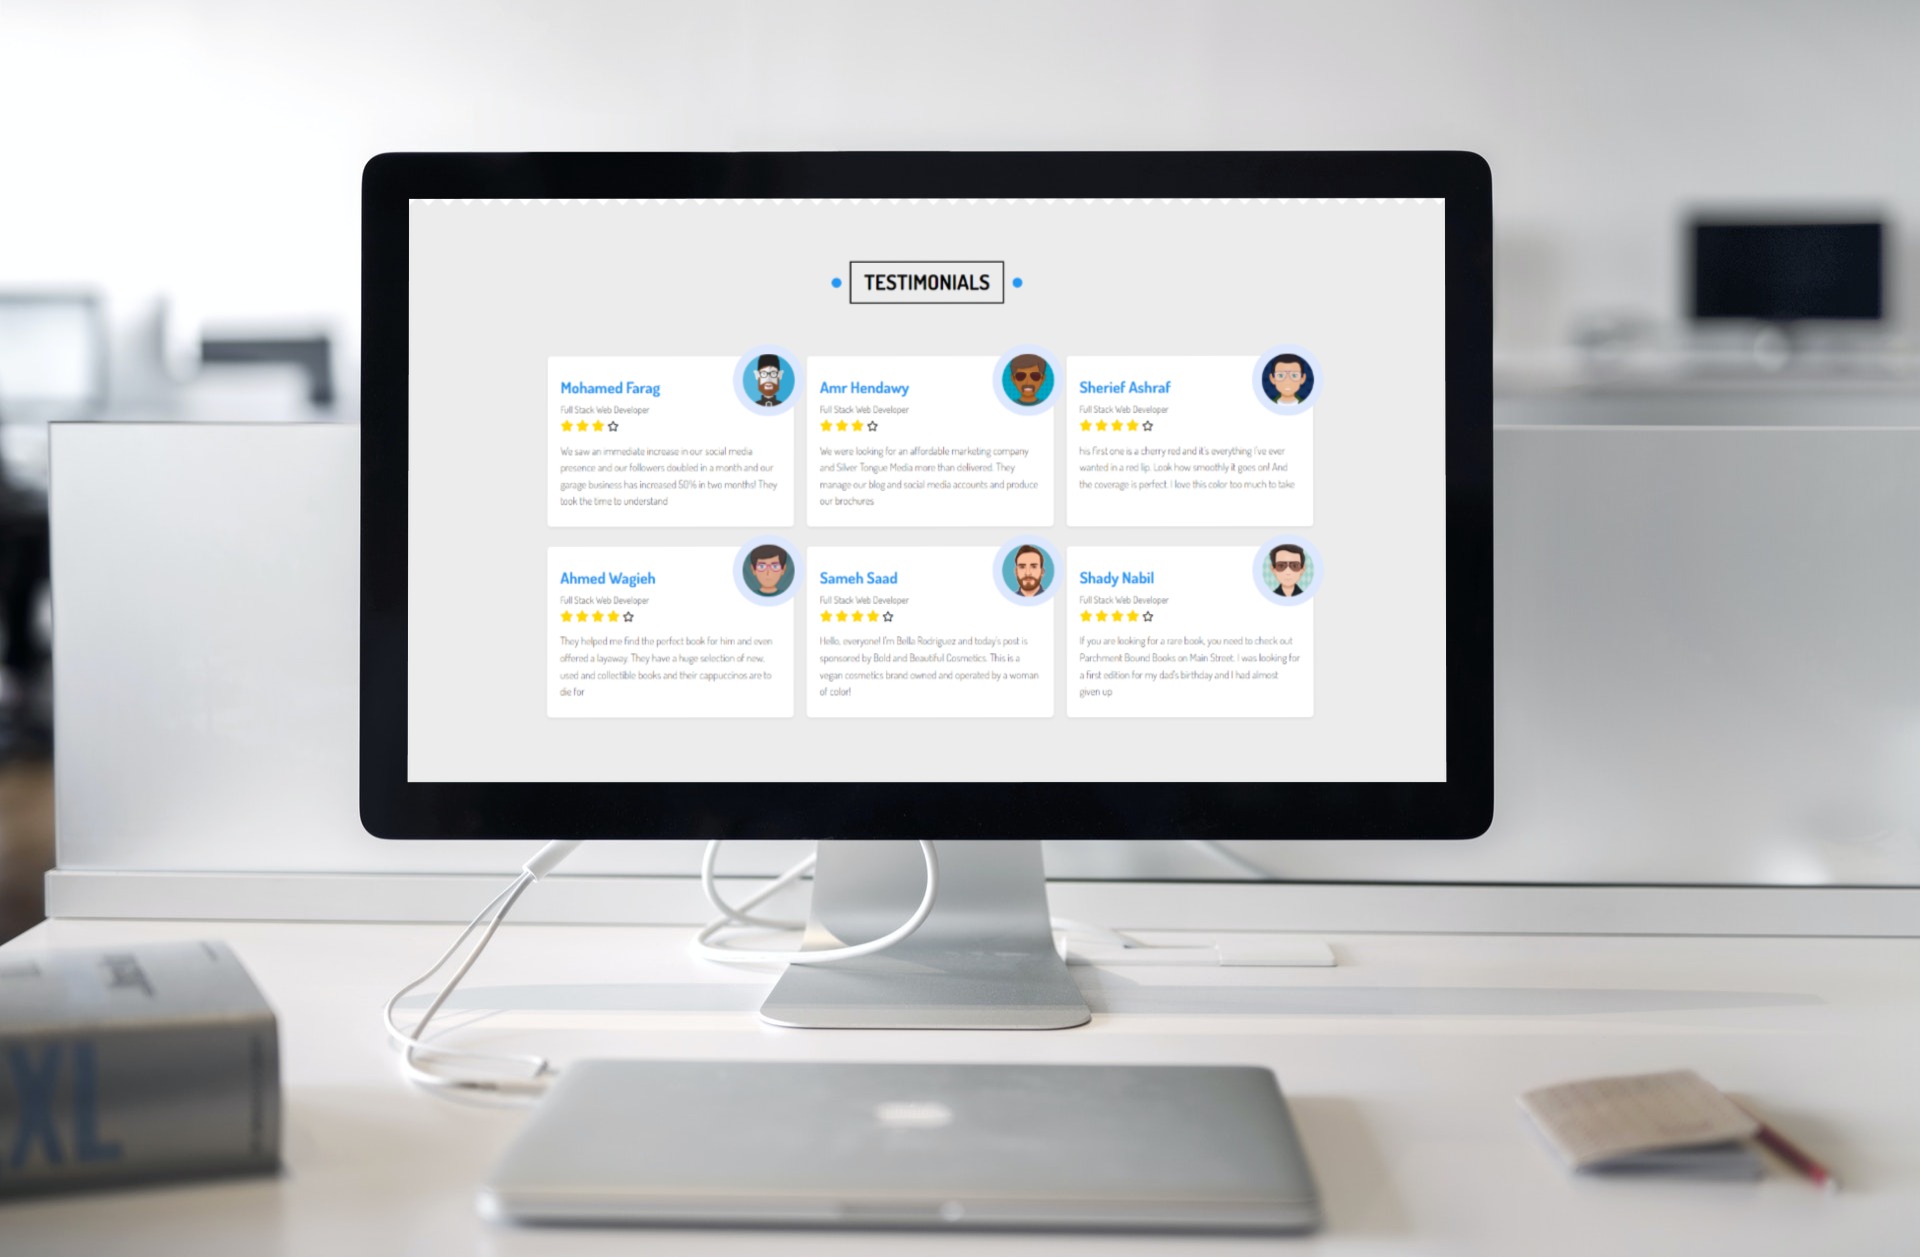 TESTIMONIALS
Mohamed Farag
Full Stack Web Developer
We saw an immediate increase in our social media
presence and our followers doubled in a month and our
garage business has increased 50% in two months! They
took the time to understand
Amr Hendawy
Full Stack Web Developer
We were looking for an affordable marketing company
and Silver Tongue Media more than delivered. They
manage our blog and social media accounts and produce
our brochures
Sherief Ashraf
Full Stack Web Developer
his first one is a cherry red and it's everything I've ever
wanted in a red lip. Look how smoothly it goes on! And
the coverage is perfect. I love this color too much to take
Ahmed Wagieh
Full Stack Web Developer
They helped me find the perfect book for him and even
offered a layaway. They have a huge selection of new,
used and collectible books and their cappuccinos are to
die for
Sameh Saad
Full Stack Web Developer
Hello, everyone! I'm Bella Rodriguez and today's post is
sponsored by Bold and Beautiful Cosmetics. This is a
vegan cosmetics brand owned and operated by a woman
of color!
Shady Nabil
Full Stack Web Developer
If you are looking for a rare book, you need to check out
Parchment Bound Books on Main Street. I was looking for
a first edition for my dad's birthday and I had almost
given up
XL